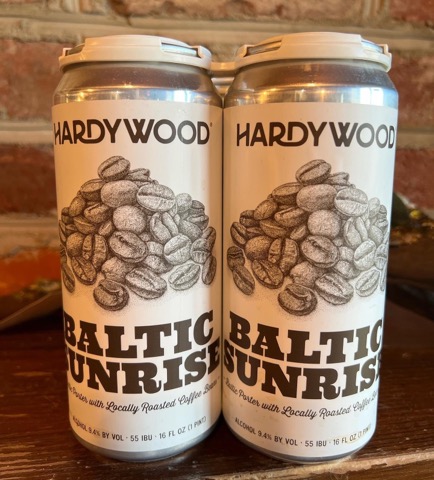 HARDYWOOD
BALTIC
SUNRISE
Porter with Locally Roasted Coffee Beans
ALCOHOL 9.4% BY VOL · 55 IBU · 16 FL OZ (1 PINT)
HARDYWOOD
BALTIC
SUNRISE
Baltic Porter with Locally Roasted Coffee
ALCOHOL 9.4% BY VOL · 55 IBU · 16 FL OZ (1 PINT)